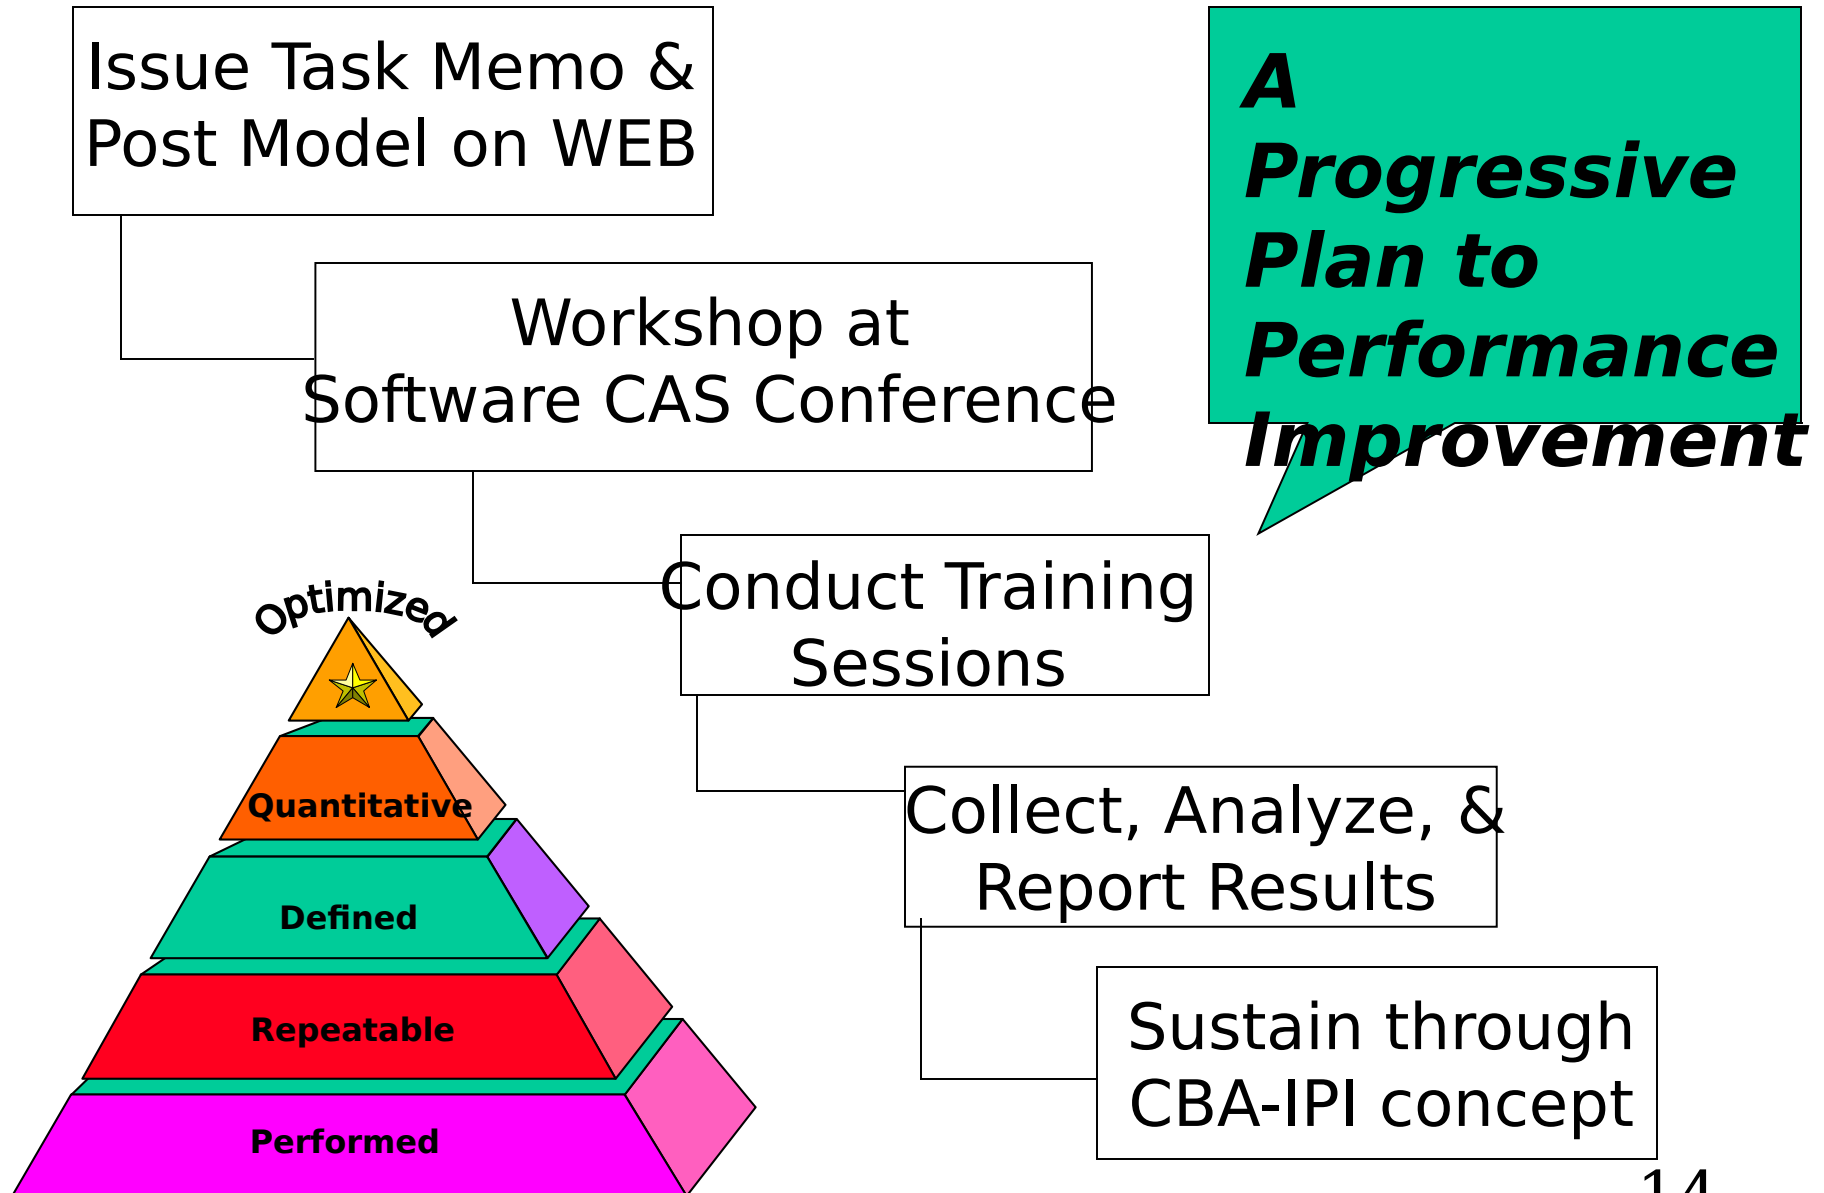 Issue Task Memo &
Post Model on WEB
A
Progressive
Plan to
Performance
Improvement
Workshop at
Software CAS Conference
Conduct Training
Sessions
Collect, Analyze, &
Report Results
Sustain through
CBA-IPI concept
Optimized
Quantitative
Defined
Repeatable
Performed
14